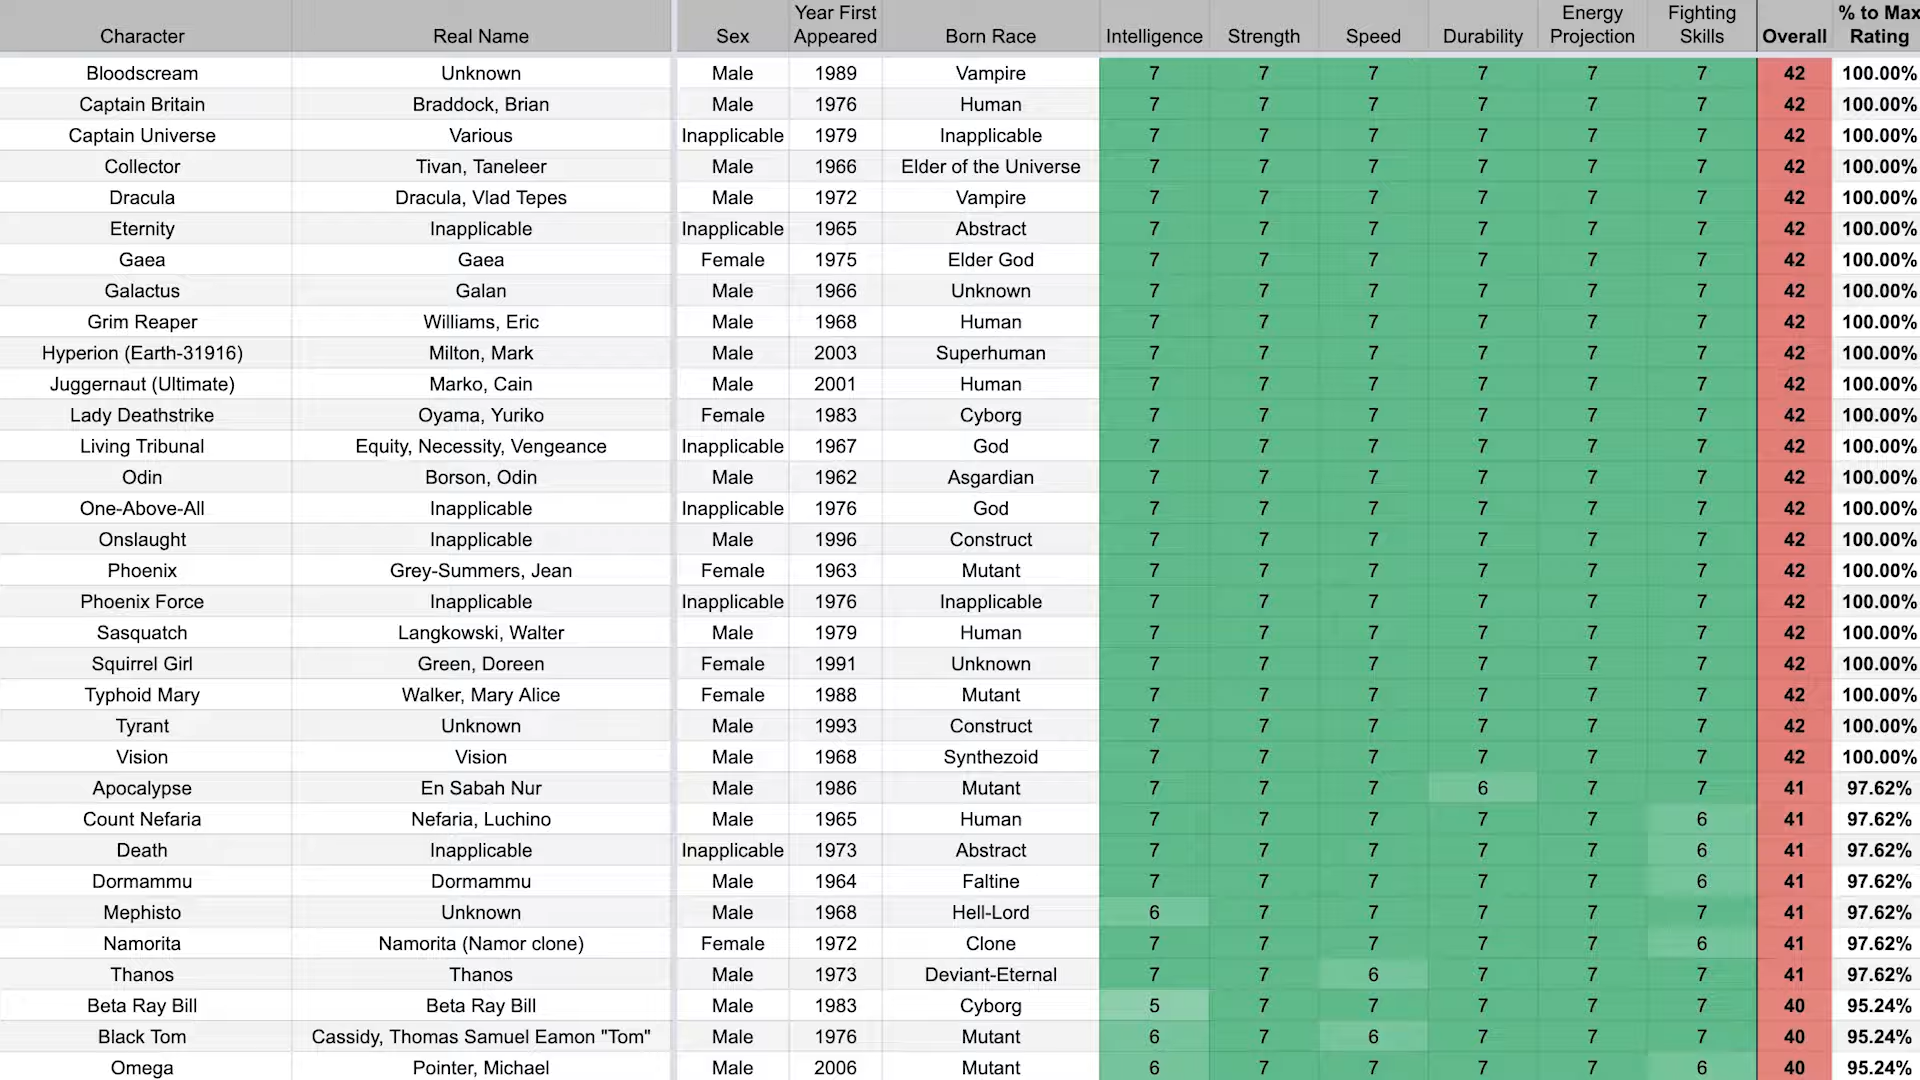 Character Real Name Sex Year First Appeared Born Race Intelligence Strength Speed Durability Energy Projection Fighting Skills Overall % to Max Rating
Bloodscream Unknown Male 1989 Vampire 7 7 7 7 7 7 42 100.00%
Captain Britain Braddock, Brian Male 1976 Human 7 7 7 7 7 7 42 100.00%
Captain Universe Various Inapplicable 1979 Inapplicable 7 7 7 7 7 7 42 100.00%
Collector Tivan, Taneleer Male 1966 Elder of the Universe 7 7 7 7 7 7 42 100.00%
Dracula Dracula, Vlad Tepes Male 1972 Vampire 7 7 7 7 7 7 42 100.00%
Eternity Inapplicable Inapplicable 1965 Abstract 7 7 7 7 7 7 42 100.00%
Gaea Gaea Female 1975 Elder God 7 7 7 7 7 7 42 100.00%
Galactus Galan Male 1966 Unknown 7 7 7 7 7 7 42 100.00%
Grim Reaper Williams, Eric Male 1968 Human 7 7 7 7 7 7 42 100.00%
Hyperion (Earth-31916) Milton, Mark Male 2003 Superhuman 7 7 7 7 7 7 42 100.00%
Juggernaut (Ultimate) Marko, Cain Male 2001 Human 7 7 7 7 7 7 42 100.00%
Lady Deathstrike Oyama, Yuriko Female 1983 Cyborg 7 7 7 7 7 7 42 100.00%
Living Tribunal Equity, Necessity, Vengeance Inapplicable 1967 God 7 7 7 7 7 7 42 100.00%
Odin Borson, Odin Male 1962 Asgardian 7 7 7 7 7 7 42 100.00%
One-Above-All Inapplicable Inapplicable 1976 God 7 7 7 7 7 7 42 100.00%
Onslaught Inapplicable Male 1996 Construct 7 7 7 7 7 7 42 100.00%
Phoenix Grey-Summers, Jean Female 1963 Mutant 7 7 7 7 7 7 42 100.00%
Phoenix Force Inapplicable Inapplicable 1976 Inapplicable 7 7 7 7 7 7 42 100.00%
Sasquatch Langkowski, Walter Male 1979 Human 7 7 7 7 7 7 42 100.00%
Squirrel Girl Green, Doreen Female 1991 Unknown 7 7 7 7 7 7 42 100.00%
Typhoid Mary Walker, Mary Alice Female 1988 Mutant 7 7 7 7 7 7 42 100.00%
Tyrant Unknown Male 1993 Construct 7 7 7 7 7 7 42 100.00%
Vision Vision Male 1968 Synthezoid 7 7 7 7 7 7 42 100.00%
Apocalypse En Sabah Nur Male 1986 Mutant 7 7 7 6 7 7 41 97.62%
Count Nefaria Nefaria, Luchino Male 1965 Human 7 7 7 7 7 6 41 97.62%
Death Inapplicable Inapplicable 1973 Abstract 7 7 7 7 7 6 41 97.62%
Dormammu Dormammu Male 1964 Faltine 7 7 7 7 7 6 41 97.62%
Mephisto Unknown Male 1968 Hell-Lord 6 7 7 7 7 7 41 97.62%
Namorita Namorita (Namor clone) Female 1972 Clone 7 7 7 7 7 6 41 97.62%
Thanos Thanos Male 1973 Deviant-Eternal 7 7 6 7 7 7 41 97.62%
Beta Ray Bill Beta Ray Bill Male 1983 Cyborg 5 7 7 7 7 7 40 95.24%
Black Tom Cassidy, Thomas Samuel Eamon "Tom" Male 1976 Mutant 6 7 6 7 7 7 40 95.24%
Omega Pointer, Michael Male 2006 Mutant 6 7 7 7 7 6 40 95.24%